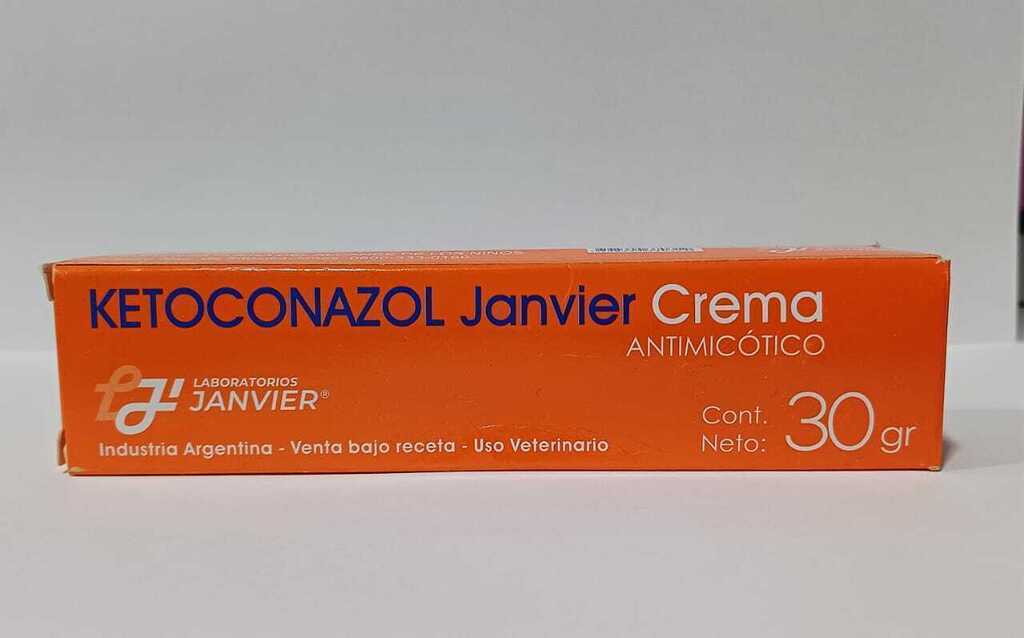 KETOCONAZOL Janvier Crema
ANTIMICÓTICO
LABORATORIOS
JANVIER®
Industria Argentina - Venta bajo receta - Uso Veterinario
Cont.
Neto: 30 gr